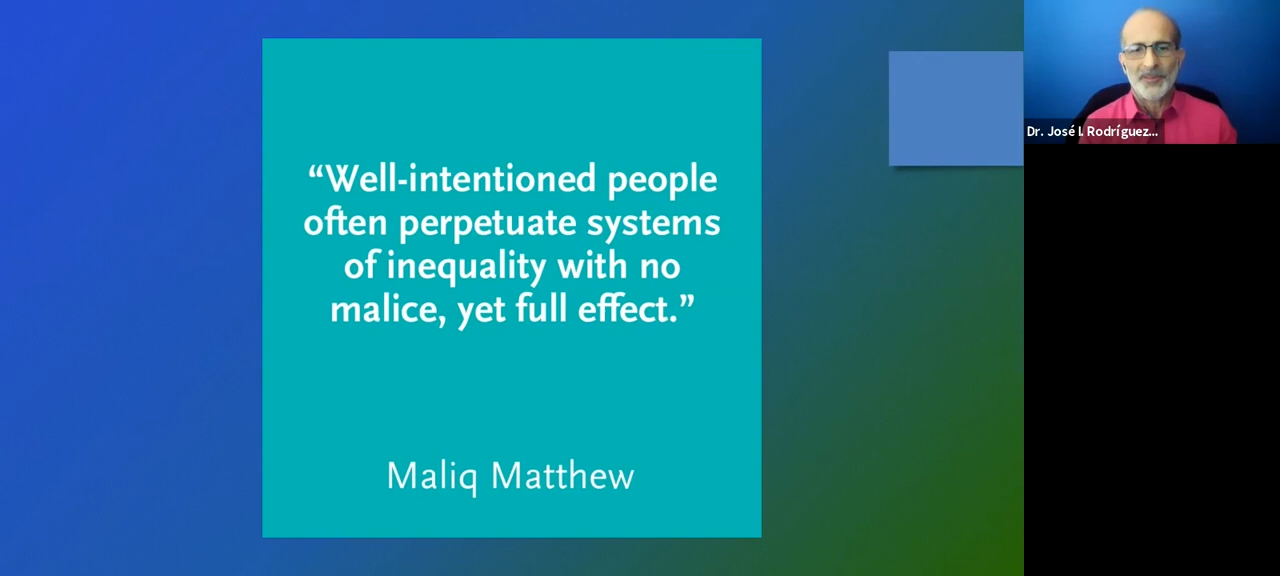 “Well-intentioned people
often perpetuate systems
of inequality with no
malice, yet full effect.”
Maliq Matthew
Dr. José I. Rodríguez...